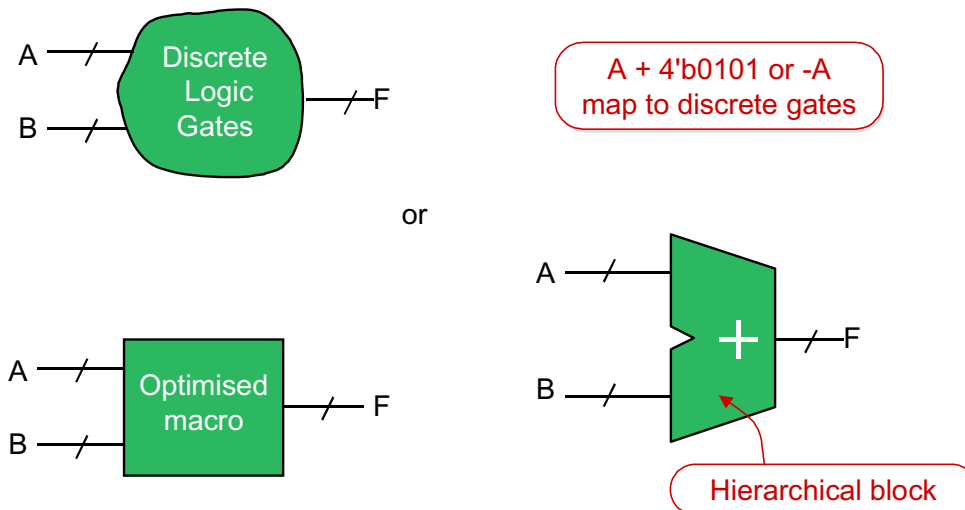 A
B
Discrete
Logic
Gates
F
A + 4'b0101 or -A
map to discrete gates
or
A
B
Optimised
macro
F
A
B
+
F
Hierarchical block